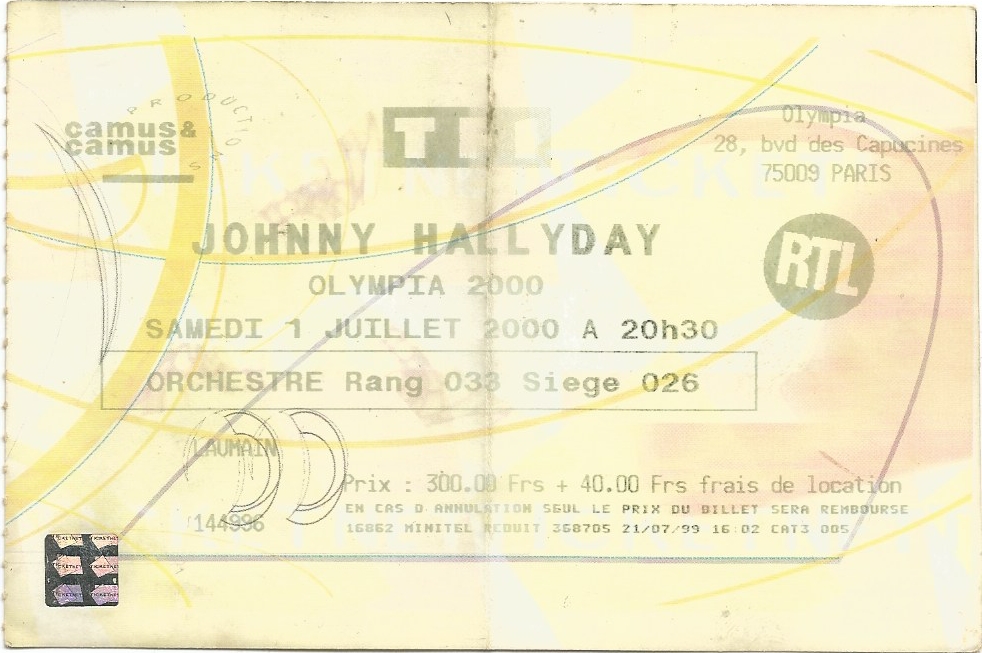 camus&
camus
PRODUCTIONS
Olympia
28, bvd des Capucines
75009 PARIS
JOHNNY HALLYDAY
RTL
OLYMPIA 2000
SAMEDI 1 JUILLET 2000 A 20h30
ORCHESTRE Rang 033 Siege 026
LAUMAIN
Prix : 300.00 Frs + 40.00 Frs frais de location
EN CAS D ANNULATION SEUL LE PRIX DU BILLET SERA REMBOURSE
144996
16862 MINITEL REDUIT 368705 21/07/99 16:02 CAT3 005